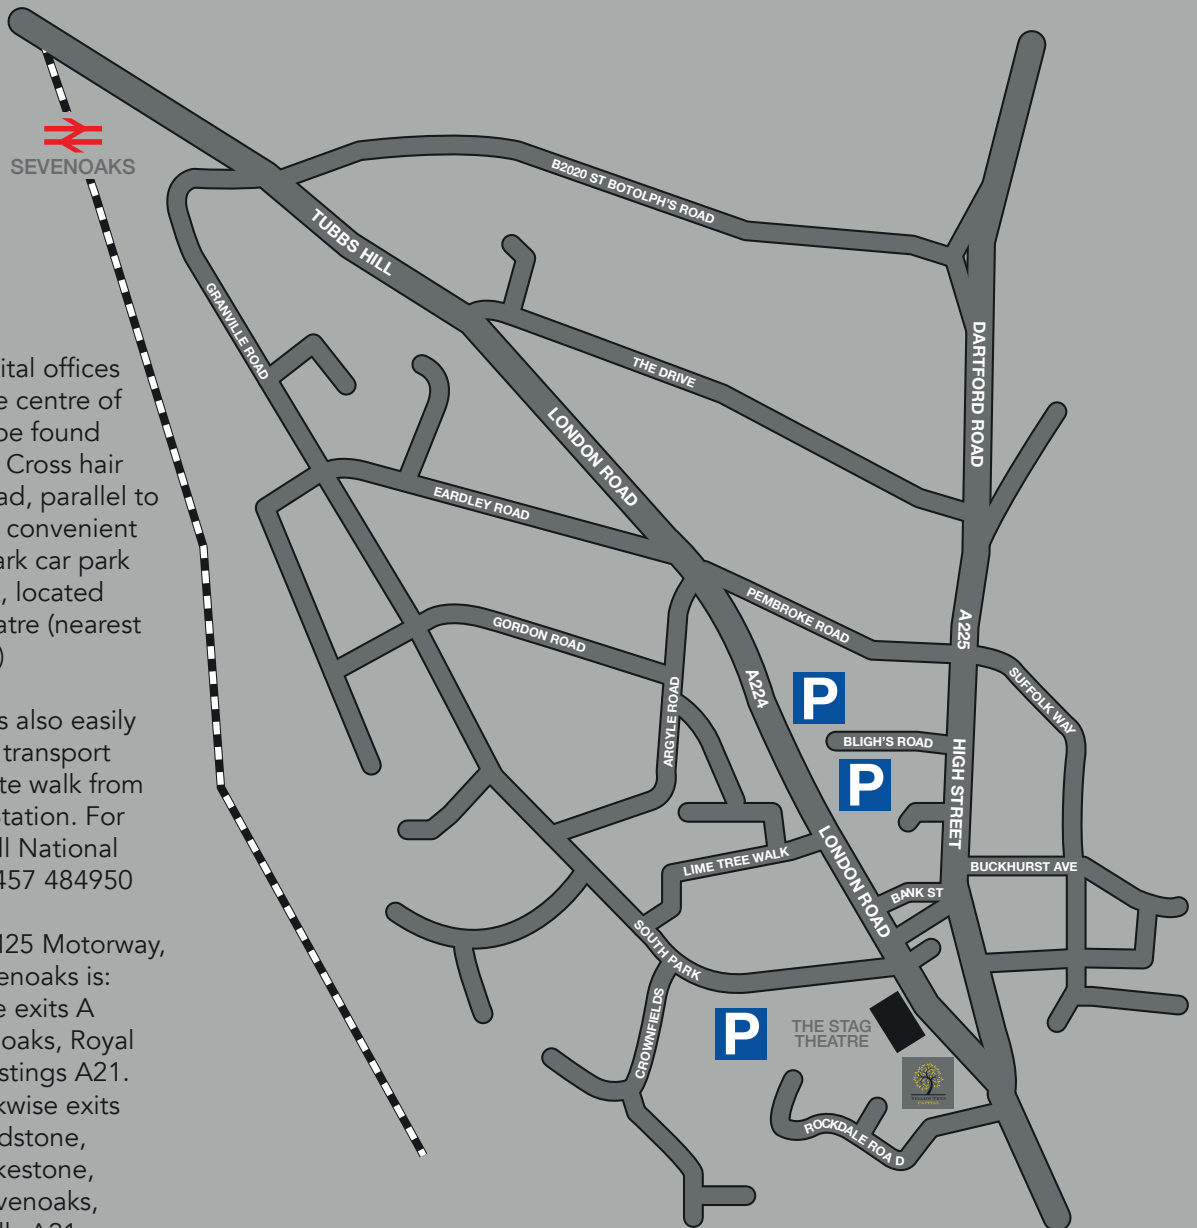 SEVENOAKS
B2020 ST BOTOLPH'S ROAD
TUBBS HILL
GRANVILLE ROAD
THE DRIVE
DARTFORD ROAD
LONDON ROAD
EARDLEY ROAD
PEMBROKE ROAD
A225
GORDON ROAD
SUFFOLK WAY
A224
ARGYLE ROAD
P
BLIGH'S ROAD
HIGH STREET
P
LIME TREE WALK
LONDON ROAD
BUCKHURST AVE
BANK ST
SOUTH PARK
CROWNFIELDS
P
THE STAG
THEATRE
ROCKDALE ROA D
ital offices
e centre of
be found
Cross hair
ad, parallel to
convenient
ark car park
, located
atre (nearest
)
s also easily
transport
te walk from
Station. For
ll National
457 484950
125 Motorway,
venoaks is:
e exits A
oaks, Royal
stings A21.
kwise exits
dstone,
kestone,
venoaks,